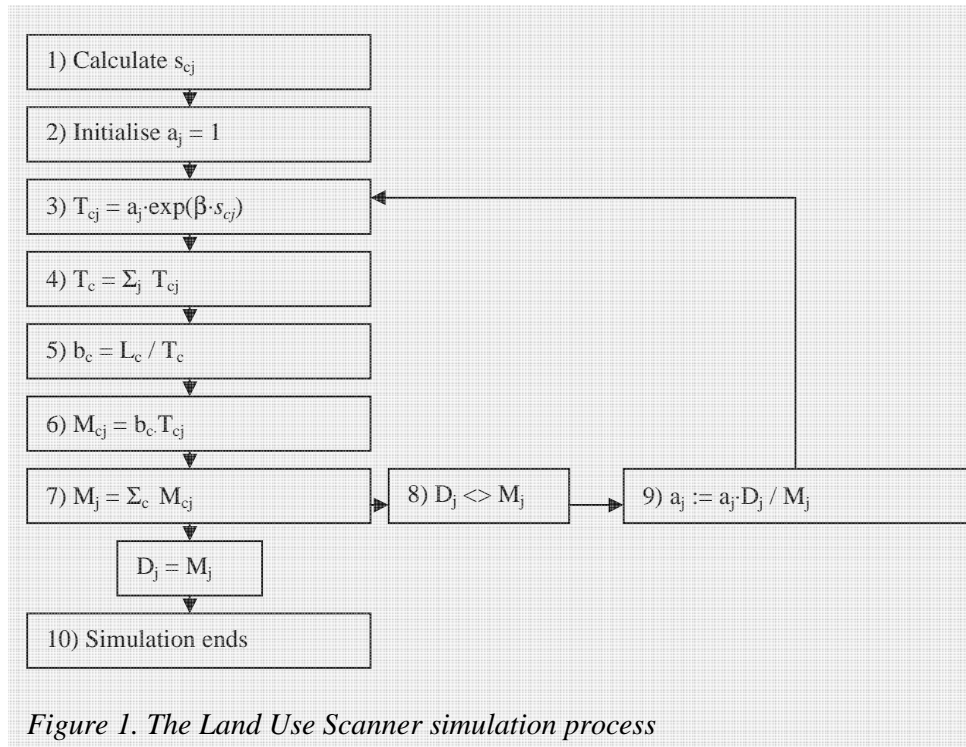 1) Calculate s_cj
2) Initialise a_j = 1
3) T_cj = a_j·exp(β·s_cj)
4) T_c = Σ_j T_cj
5) b_c = L_c / T_c
6) M_cj = b_c.T_cj
7) M_j = Σ_c M_cj
8) D_j <> M_j
9) a_j := a_j·D_j / M_j
D_j = M_j
10) Simulation ends
Figure 1. The Land Use Scanner simulation process